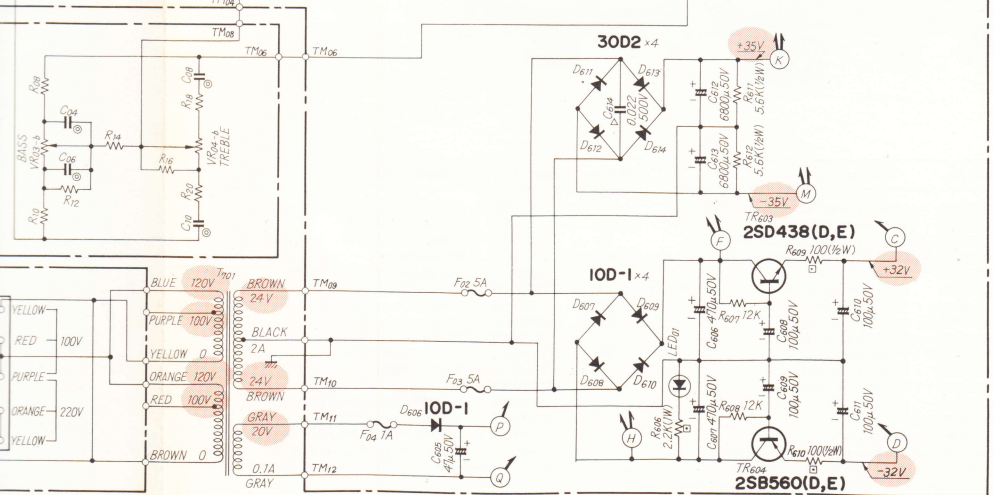 TM08
TM06
TM06
R08
C04
BASS
VR03-b
C06
R12
R10
R14
R16
C08
R18
VR04-b
TREBLE
R20
C10
30D2 ×4
D611
D613
C614
0.022
500V
D612
D614
+35V
K
C612
6800μ50V
R611
5.6K(½W)
C613
6800μ50V
R612
5.6K(½W)
M
-35V
TR603
2SD438(D,E)
F
R609 100(½W)
C
+32V
YELLOW
RED
100V
PURPLE
ORANGE
220V
YELLOW
BLUE 120V
PURPLE 100V
YELLOW 0
ORANGE 120V
RED 100V
BROWN 0
T701
BROWN
24V
BLACK
2A
24V
BROWN
GRAY
20V
0.1A
GRAY
TM09
TM10
TM11
TM12
F02 5A
F03 5A
F04 1A
D606
10D-1
C605
47μ50V
P
Q
10D-1 ×4
D607
D609
D608
D610
LED01
R606
2.2K(1W)
H
C606 470μ50V
R607 12K
C608
100μ50V
C610
100μ50V
C607 470μ50V
R608 12K
C609
100μ50V
C611
100μ50V
TR604
2SB560(D,E)
R610 100(½W)
D
-32V